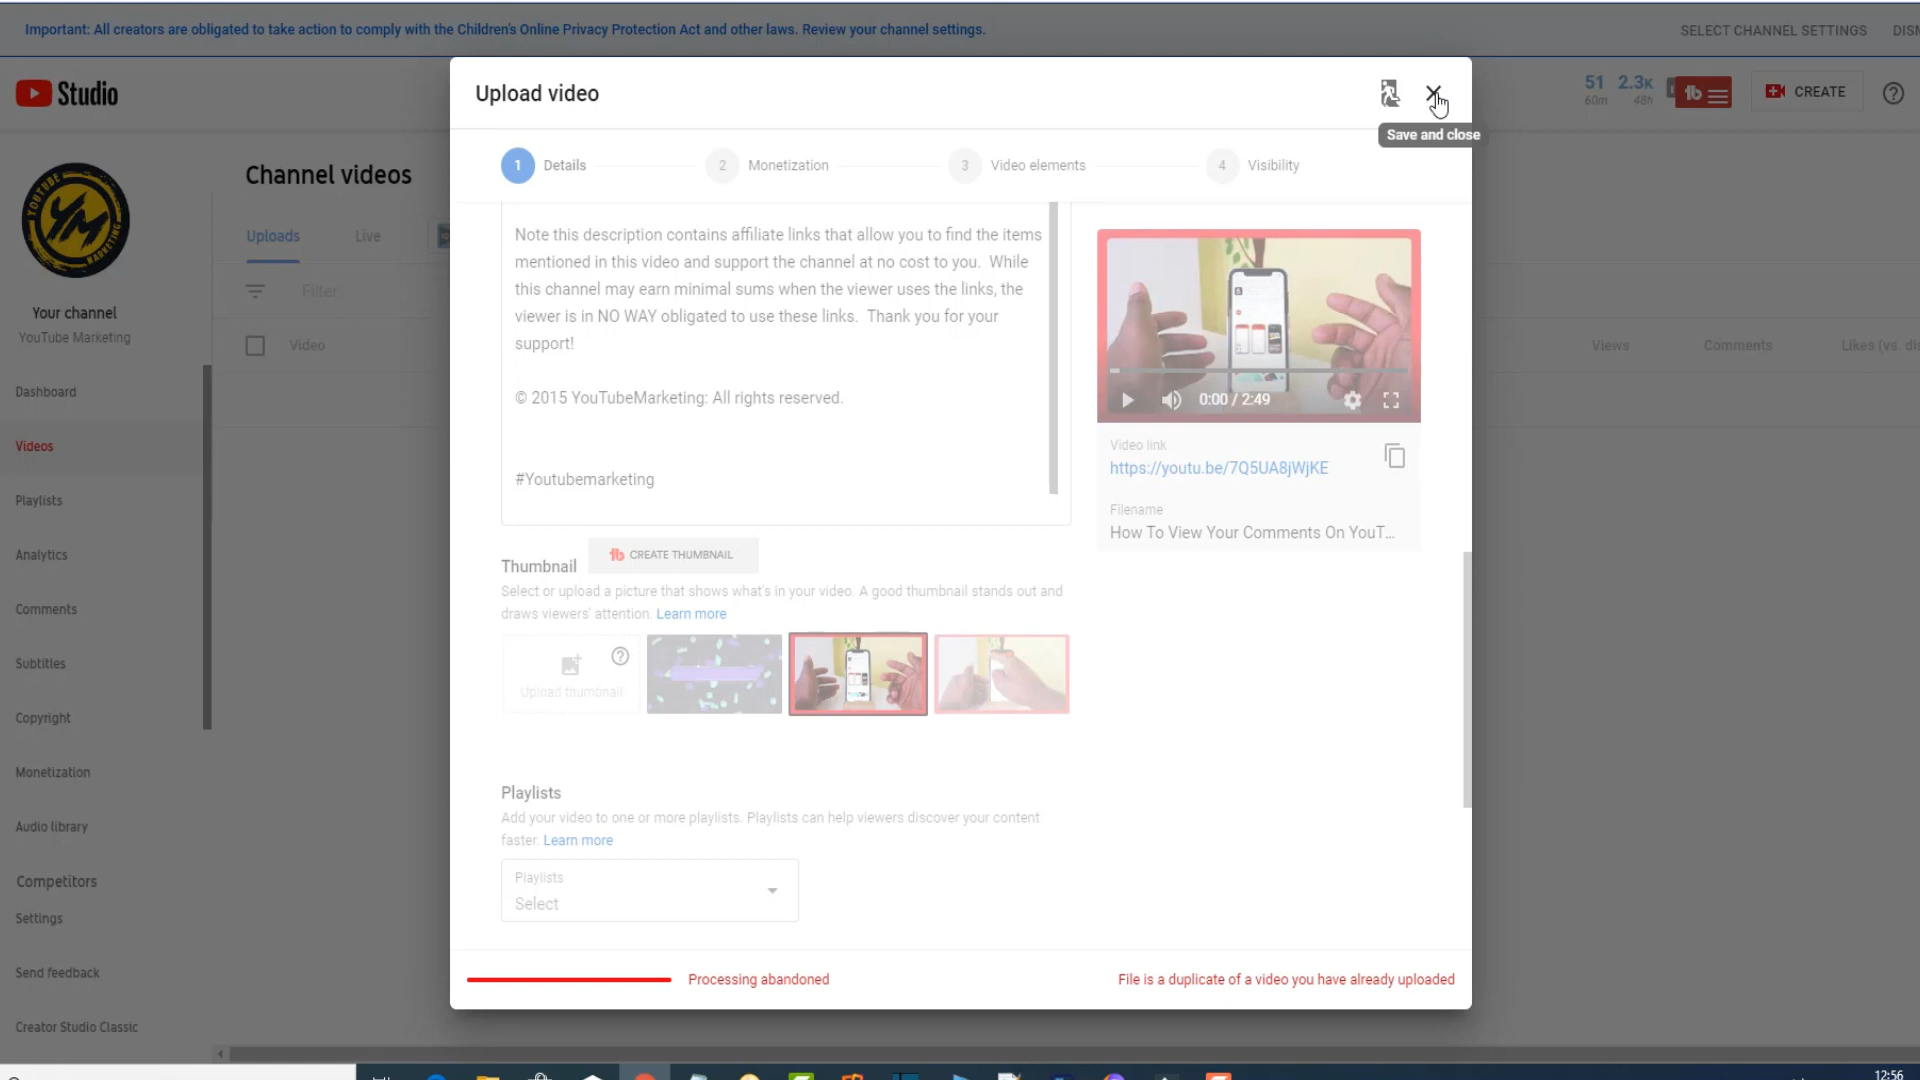 Important: All creators are obligated to take action to comply with the Children's Online Privacy Protection Act and other laws. Review your channel settings.
SELECT CHANNEL SETTINGS
DISM
Studio
Upload video
51
60m
2.3K
48h
CREATE
Save and close
1 Details
2 Monetization
3 Video elements
4 Visibility
YOUTUBE
YM
MARKETING
Your channel
YouTube Marketing
Dashboard
Videos
Playlists
Analytics
Comments
Subtitles
Copyright
Monetization
Audio library
Competitors
Settings
Send feedback
Creator Studio Classic
Channel videos
Uploads
Live
Filter
Video
Views
Comments
Likes (vs. dis
Note this description contains affiliate links that allow you to find the items
mentioned in this video and support the channel at no cost to you. While
this channel may earn minimal sums when the viewer uses the links, the
viewer is in NO WAY obligated to use these links. Thank you for your
support!
© 2015 YouTubeMarketing: All rights reserved.
#Youtubemarketing
0:00 / 2:49
Video link
https://youtu.be/7Q5UA8jWjKE
Filename
How To View Your Comments On YouT...
Thumbnail
CREATE THUMBNAIL
Select or upload a picture that shows what's in your video. A good thumbnail stands out and
draws viewers' attention. Learn more
Upload thumbnail
Playlists
Add your video to one or more playlists. Playlists can help viewers discover your content
faster. Learn more
Playlists
Select
Processing abandoned
File is a duplicate of a video you have already uploaded
12:56